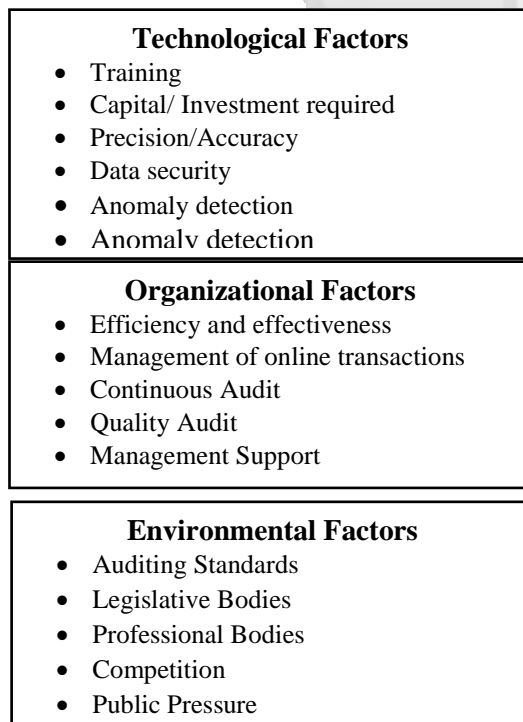 Technological Factors
• Training
• Capital/ Investment required
• Precision/Accuracy
• Data security
• Anomaly detection
• Anomaly detection
Organizational Factors
• Efficiency and effectiveness
• Management of online transactions
• Continuous Audit
• Quality Audit
• Management Support
Environmental Factors
• Auditing Standards
• Legislative Bodies
• Professional Bodies
• Competition
• Public Pressure